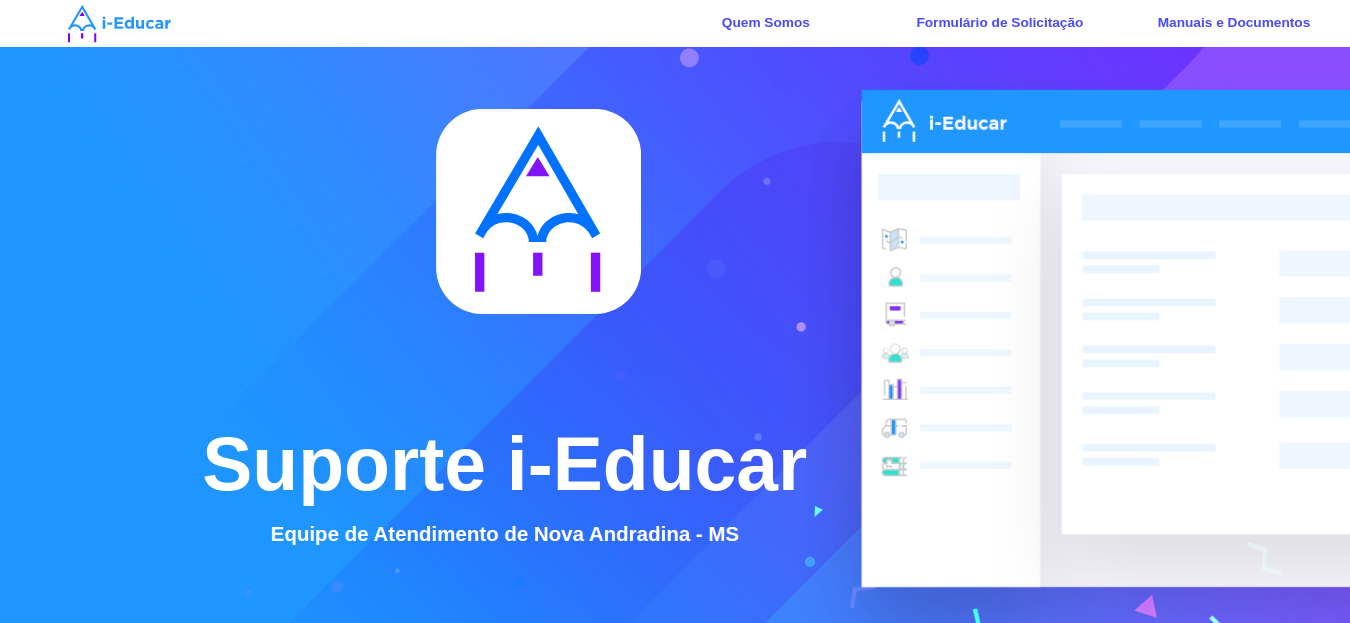 i-Educar
Quem Somos
Formulário de Solicitação
Manuais e Documentos
i-Educar
Suporte i-Educar
Equipe de Atendimento de Nova Andradina - MS